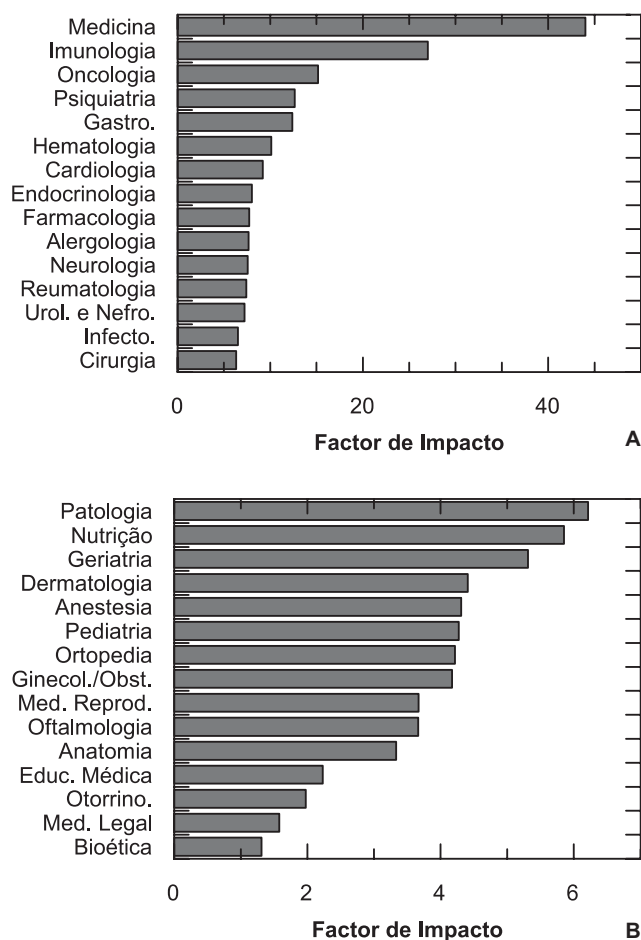 Medicina
Imunologia
Oncologia
Psiquiatria
Gastro.
Hematologia
Cardiologia
Endocrinologia
Farmacologia
Alergologia
Neurologia
Reumatologia
Urol. e Nefro.
Infecto.
Cirurgia
0 20 40
Factor de Impacto A
Patologia
Nutrição
Geriatria
Dermatologia
Anestesia
Pediatria
Ortopedia
Ginecol./Obst.
Med. Reprod.
Oftalmologia
Anatomia
Educ. Médica
Otorrino.
Med. Legal
Bioética
0 2 4 6
Factor de Impacto B